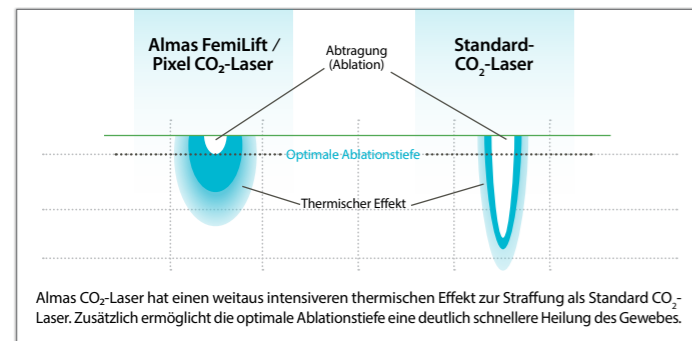 Almas FemiLift /
Pixel CO₂-Laser
Abtragung
(Ablation)
Standard-
CO₂-Laser
Optimale Ablationstiefe
Thermischer Effekt
Almas CO₂-Laser hat einen weitaus intensiveren thermischen Effekt zur Straffung als Standard CO₂-
Laser. Zusätzlich ermöglicht die optimale Ablationstiefe eine deutlich schnellere Heilung des Gewebes.